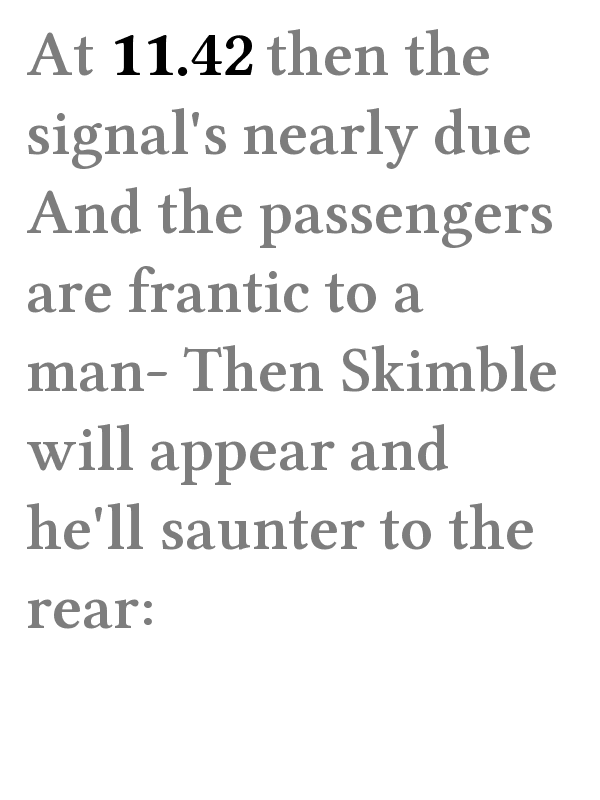 At 11.42 then the
signal's nearly due
And the passengers
are frantic to a
man- Then Skimble
will appear and
he'll saunter to the
rear: